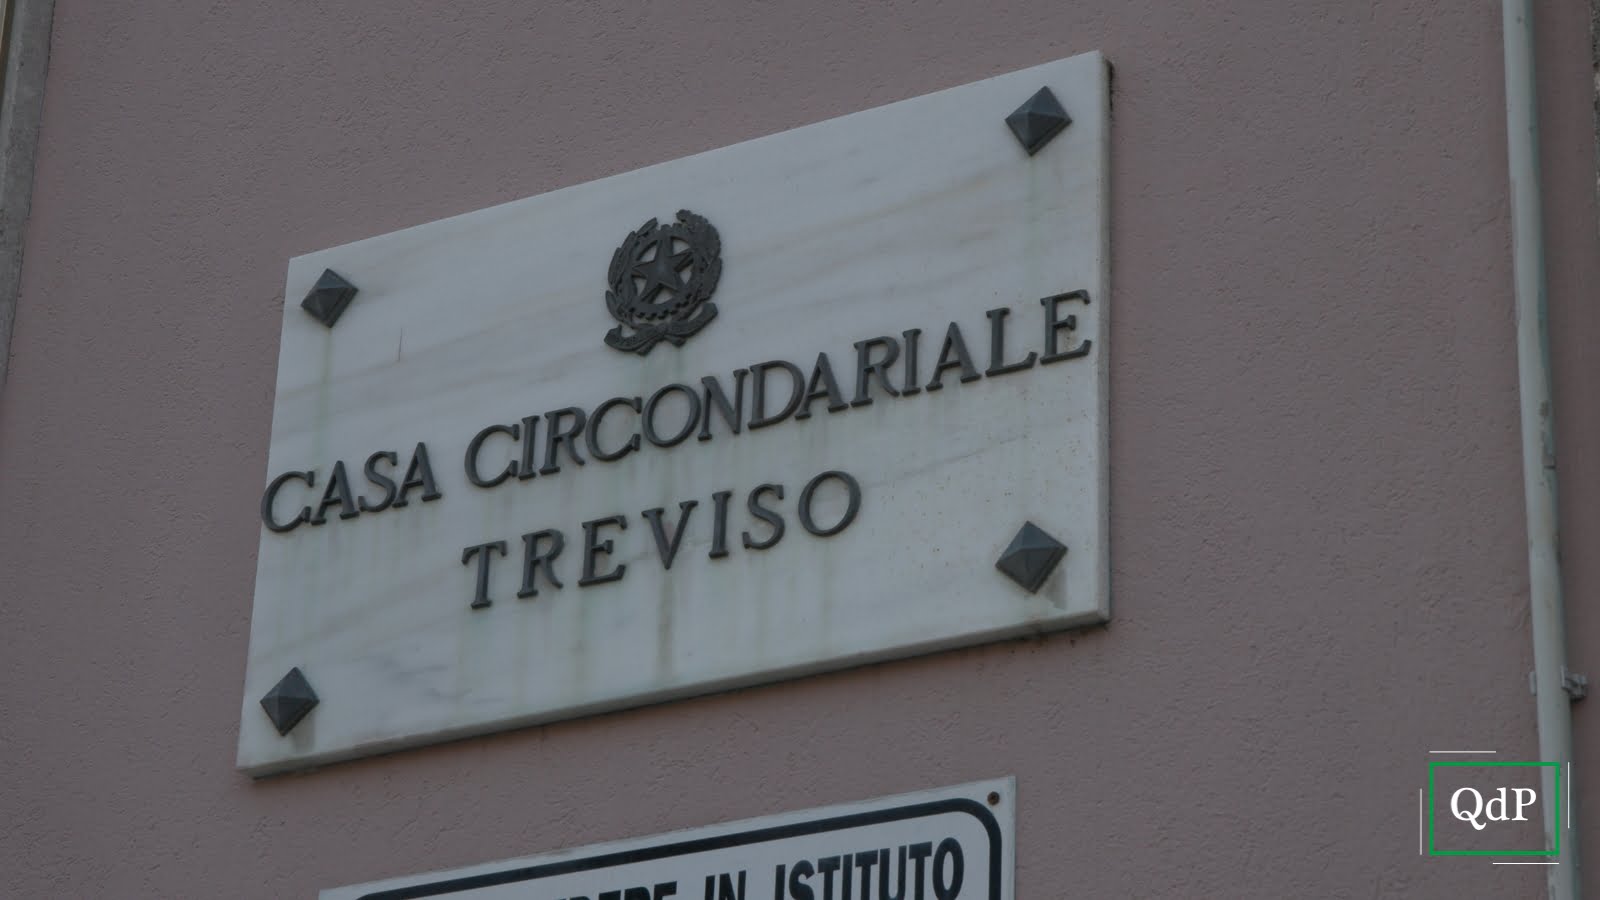 CASA CIRCONDARIALE
TREVISO
IN ISTITUTO
QdP